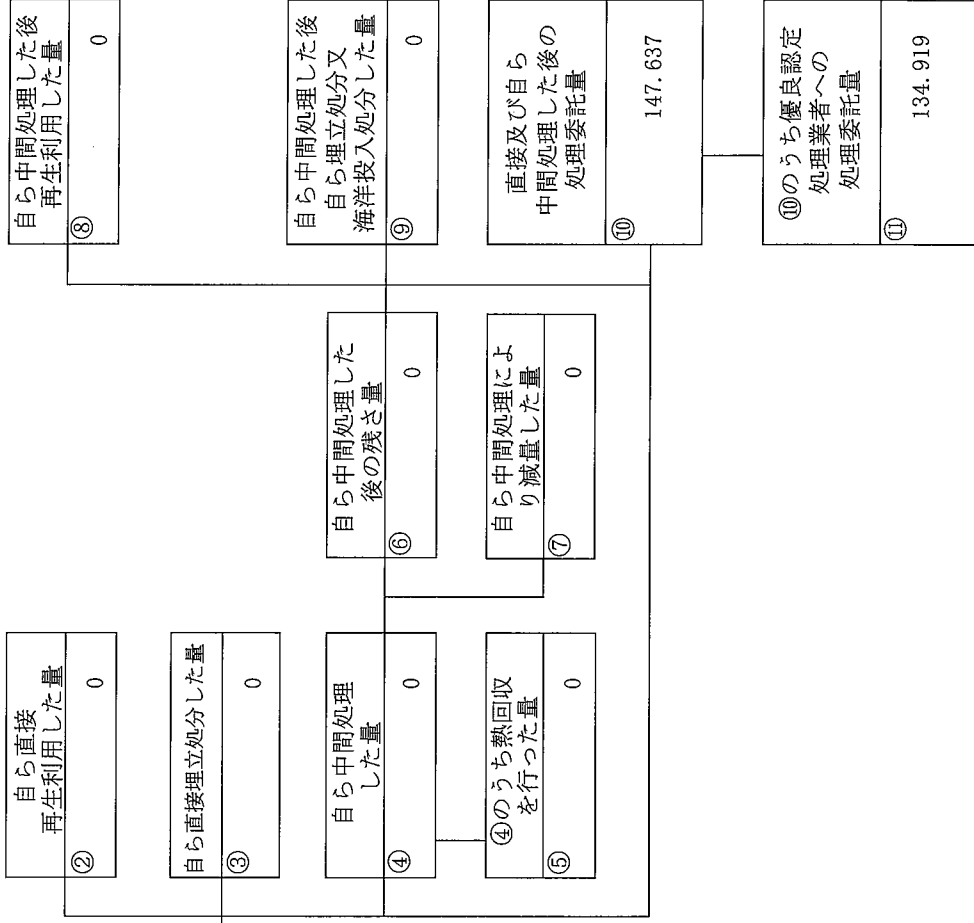 自ら直接
再生利用した量
② 0
自ら直接埋立処分した量
③ 0
自ら中間処理
した量
④ 0
④のうち熱回収
を行った量
⑤ 0
自ら中間処理した
後の残さ量
⑥ 0
自ら中間処理によ
り減量した量
⑦ 0
自ら中間処理した後
再生利用した量
⑧ 0
自ら中間処理した後
自ら埋立処分又
海洋投入処分した量
⑨ 0
直接及び自ら
中間処理した後の
処理委託量
⑩ 147.637
⑩のうち優良認定
処理業者への
処理委託量
⑪ 134.919